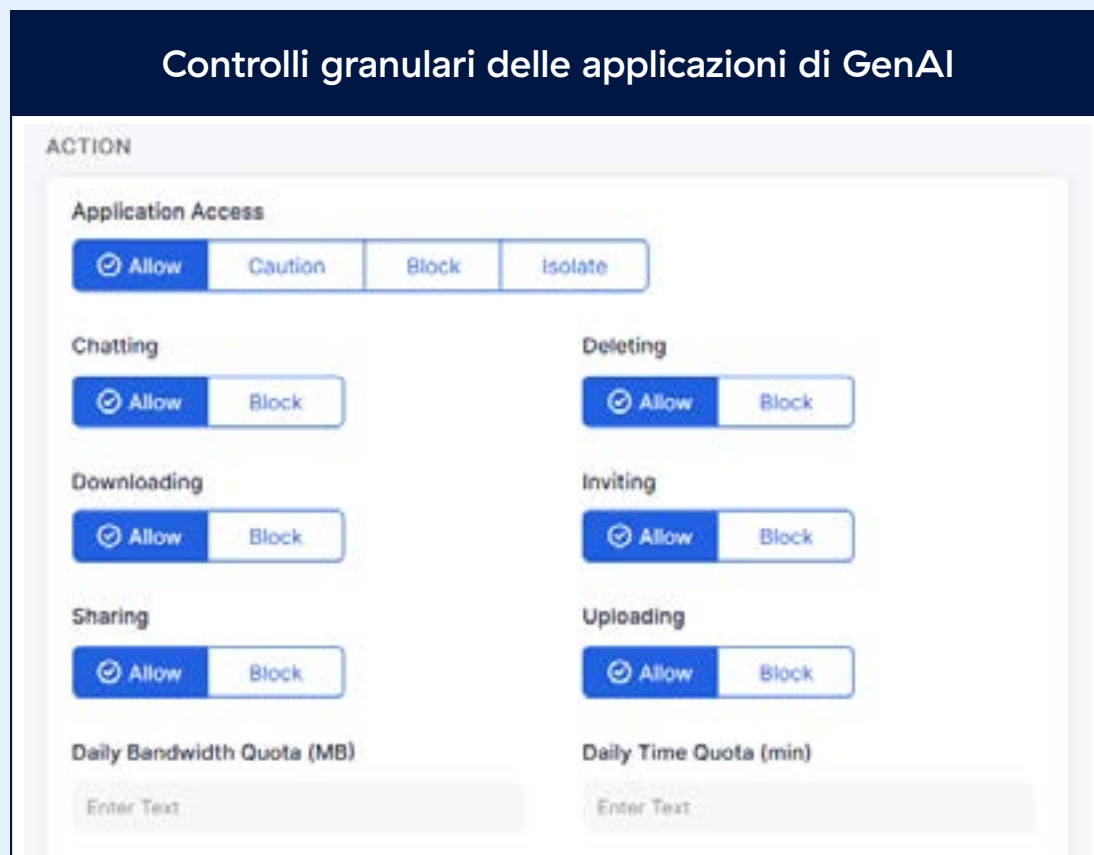 Controlli granulari delle applicazioni di GenAI
ACTION
Application Access
Allow Caution Block Isolate
Chatting Deleting
Allow Block Allow Block
Downloading Inviting
Allow Block Allow Block
Sharing Uploading
Allow Block Allow Block
Daily Bandwidth Quota (MB) Daily Time Quota (min)
Enter Text Enter Text